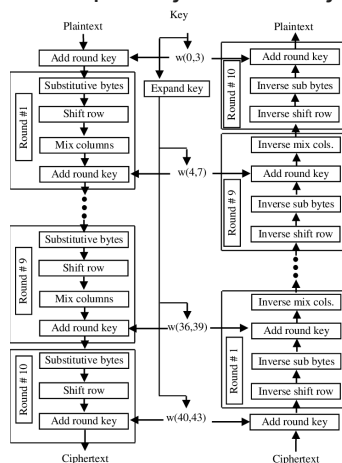 Key
Plaintext
Add round key
Substitutive bytes
Shift row
Mix columns
Add round key
Round #1
Substitutive bytes
Shift row
Mix columns
Add round key
Round # 9
Substitutive bytes
Shift row
Add round key
Round # 10
Ciphertext
w(0,3)
Expand key
w(4,7)
w(36,39)
w(40,43)
Plaintext
Add round key
Inverse sub bytes
Inverse shift row
Round # 10
Inverse mix cols.
Add round key
Inverse sub bytes
Inverse shift row
Round # 9
Inverse mix cols.
Add round key
Inverse sub bytes
Inverse shift row
Round # 1
Add round key
Ciphertext